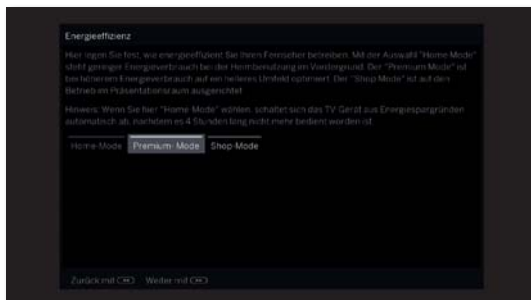 Energieeffizienz
Hier legen Sie fest, wie energieeffizient Sie Ihren Fernseher betreiben. Mit der Auswahl "Home-Mode"
steht geringer Energieverbrauch bei der Heimbenutzung im Vordergrund. Der "Premium Mode" ist
bei höherem Energieverbrauch auf ein helleres Umfeld optimiert. Der "Shop Mode" ist auf den
Betrieb im Präsentationsraum ausgerichtet
Hinweis: Wenn Sie hier "Home-Mode" wählen, schaltet sich das TV Gerät aus Energiespargründen
automatisch ab, nachdem es 4 Stunden lang nicht mehr bedient worden ist.
Home-Mode Premium-Mode Shop-Mode
Zurück mit Weiter mit